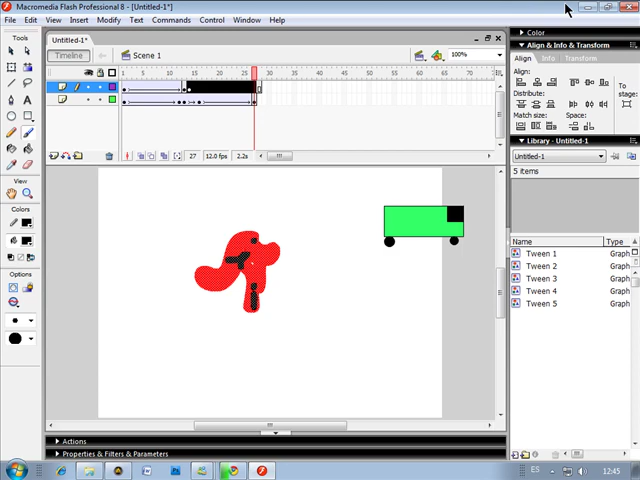 Macromedia Flash Professional 8 - [Untitled-1*]
File Edit View Insert Modify Text Commands Control Window Help
Tools
View
Colors
Options
Untitled-1*
Timeline
Scene 1
100%
1 5 10 15 20 25 30 35 40 45 50 55 60 65 70
27 12.0 fps 2.2s
Color
Align & Info & Transform
Align Info Transform
Align:
Distribute:
Match size: Space:
To stage:
Library - Untitled-1
Untitled-1
5 items
Name Kind
Tween 1 Graph
Tween 2 Graph
Tween 3 Graph
Tween 4 Graph
Tween 5 Graph
Actions
Properties & Filters & Parameters
ES 12:45